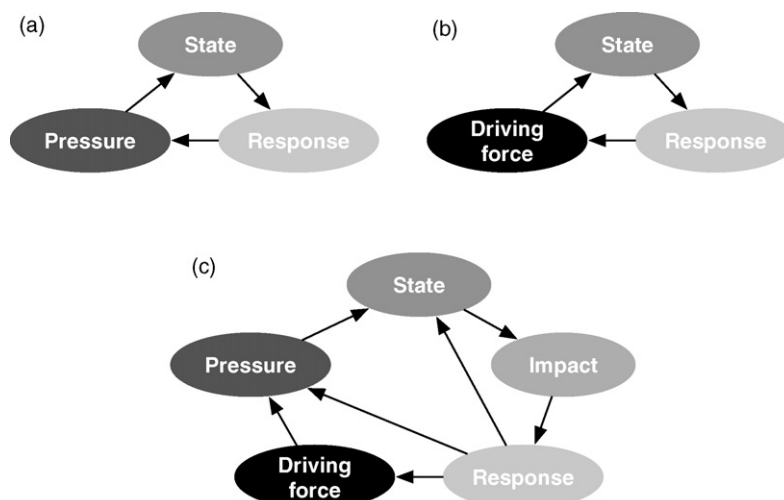 (a)
State
Pressure
Response
(b)
State
Driving
force
Response
(c)
State
Pressure
Impact
Driving
force
Response